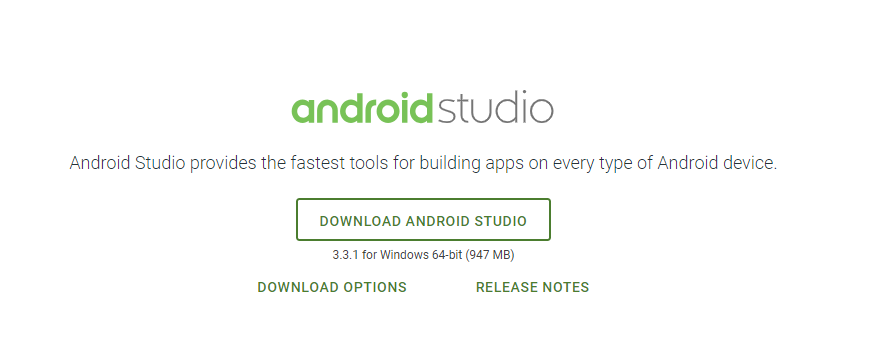 androidstudio
Android Studio provides the fastest tools for building apps on every type of Android device.
DOWNLOAD ANDROID STUDIO
3.3.1 for Windows 64-bit (947 MB)
DOWNLOAD OPTIONS
RELEASE NOTES